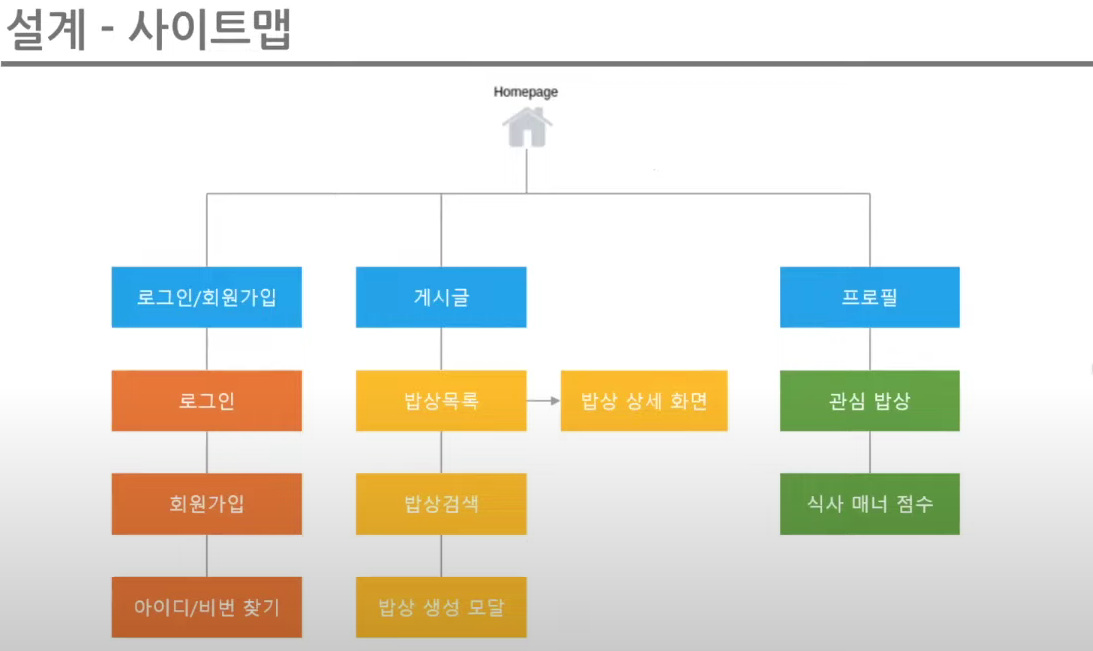 설계 - 사이트맵
Homepage
로그인/회원가입
게시글
프로필
로그인
밥상목록
밥상 상세 화면
관심 밥상
회원가입
밥상검색
식사 매너 점수
아이디/비번 찾기
밥상 생성 모달